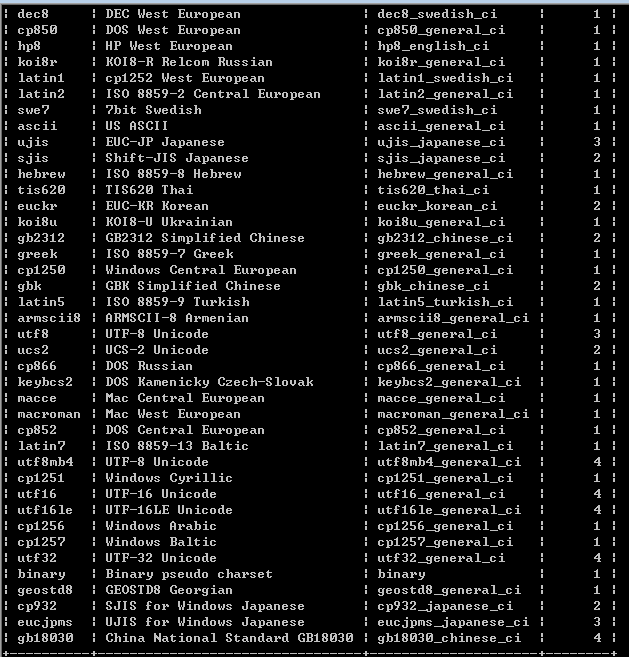 | dec8 | DEC West European | dec8_swedish_ci | 1 |
| cp850 | DOS West European | cp850_general_ci | 1 |
| hp8 | HP West European | hp8_english_ci | 1 |
| koi8r | KOI8-R Relcom Russian | koi8r_general_ci | 1 |
| latin1 | cp1252 West European | latin1_swedish_ci | 1 |
| latin2 | ISO 8859-2 Central European | latin2_general_ci | 1 |
| swe7 | 7bit Swedish | swe7_swedish_ci | 1 |
| ascii | US ASCII | ascii_general_ci | 1 |
| ujis | EUC-JP Japanese | ujis_japanese_ci | 3 |
| sjis | Shift-JIS Japanese | sjis_japanese_ci | 2 |
| hebrew | ISO 8859-8 Hebrew | hebrew_general_ci | 1 |
| tis620 | TIS620 Thai | tis620_thai_ci | 1 |
| euckr | EUC-KR Korean | euckr_korean_ci | 2 |
| koi8u | KOI8-U Ukrainian | koi8u_general_ci | 1 |
| gb2312 | GB2312 Simplified Chinese | gb2312_chinese_ci | 2 |
| greek | ISO 8859-7 Greek | greek_general_ci | 1 |
| cp1250 | Windows Central European | cp1250_general_ci | 1 |
| gbk | GBK Simplified Chinese | gbk_chinese_ci | 2 |
| latin5 | ISO 8859-9 Turkish | latin5_turkish_ci | 1 |
| armscii8 | ARMSCII-8 Armenian | armscii8_general_ci | 1 |
| utf8 | UTF-8 Unicode | utf8_general_ci | 3 |
| ucs2 | UCS-2 Unicode | ucs2_general_ci | 2 |
| cp866 | DOS Russian | cp866_general_ci | 1 |
| keybcs2 | DOS Kamenicky Czech-Slovak | keybcs2_general_ci | 1 |
| macce | Mac Central European | macce_general_ci | 1 |
| macroman | Mac West European | macroman_general_ci | 1 |
| cp852 | DOS Central European | cp852_general_ci | 1 |
| latin7 | ISO 8859-13 Baltic | latin7_general_ci | 1 |
| utf8mb4 | UTF-8 Unicode | utf8mb4_general_ci | 4 |
| cp1251 | Windows Cyrillic | cp1251_general_ci | 1 |
| utf16 | UTF-16 Unicode | utf16_general_ci | 4 |
| utf16le | UTF-16LE Unicode | utf16le_general_ci | 4 |
| cp1256 | Windows Arabic | cp1256_general_ci | 1 |
| cp1257 | Windows Baltic | cp1257_general_ci | 1 |
| utf32 | UTF-32 Unicode | utf32_general_ci | 4 |
| binary | Binary pseudo charset | binary | 1 |
| geostd8 | GEOSTD8 Georgian | geostd8_general_ci | 1 |
| cp932 | SJIS for Windows Japanese | cp932_japanese_ci | 2 |
| eucjpms | UJIS for Windows Japanese | eucjpms_japanese_ci | 3 |
| gb18030 | China National Standard GB18030 | gb18030_chinese_ci | 4 |